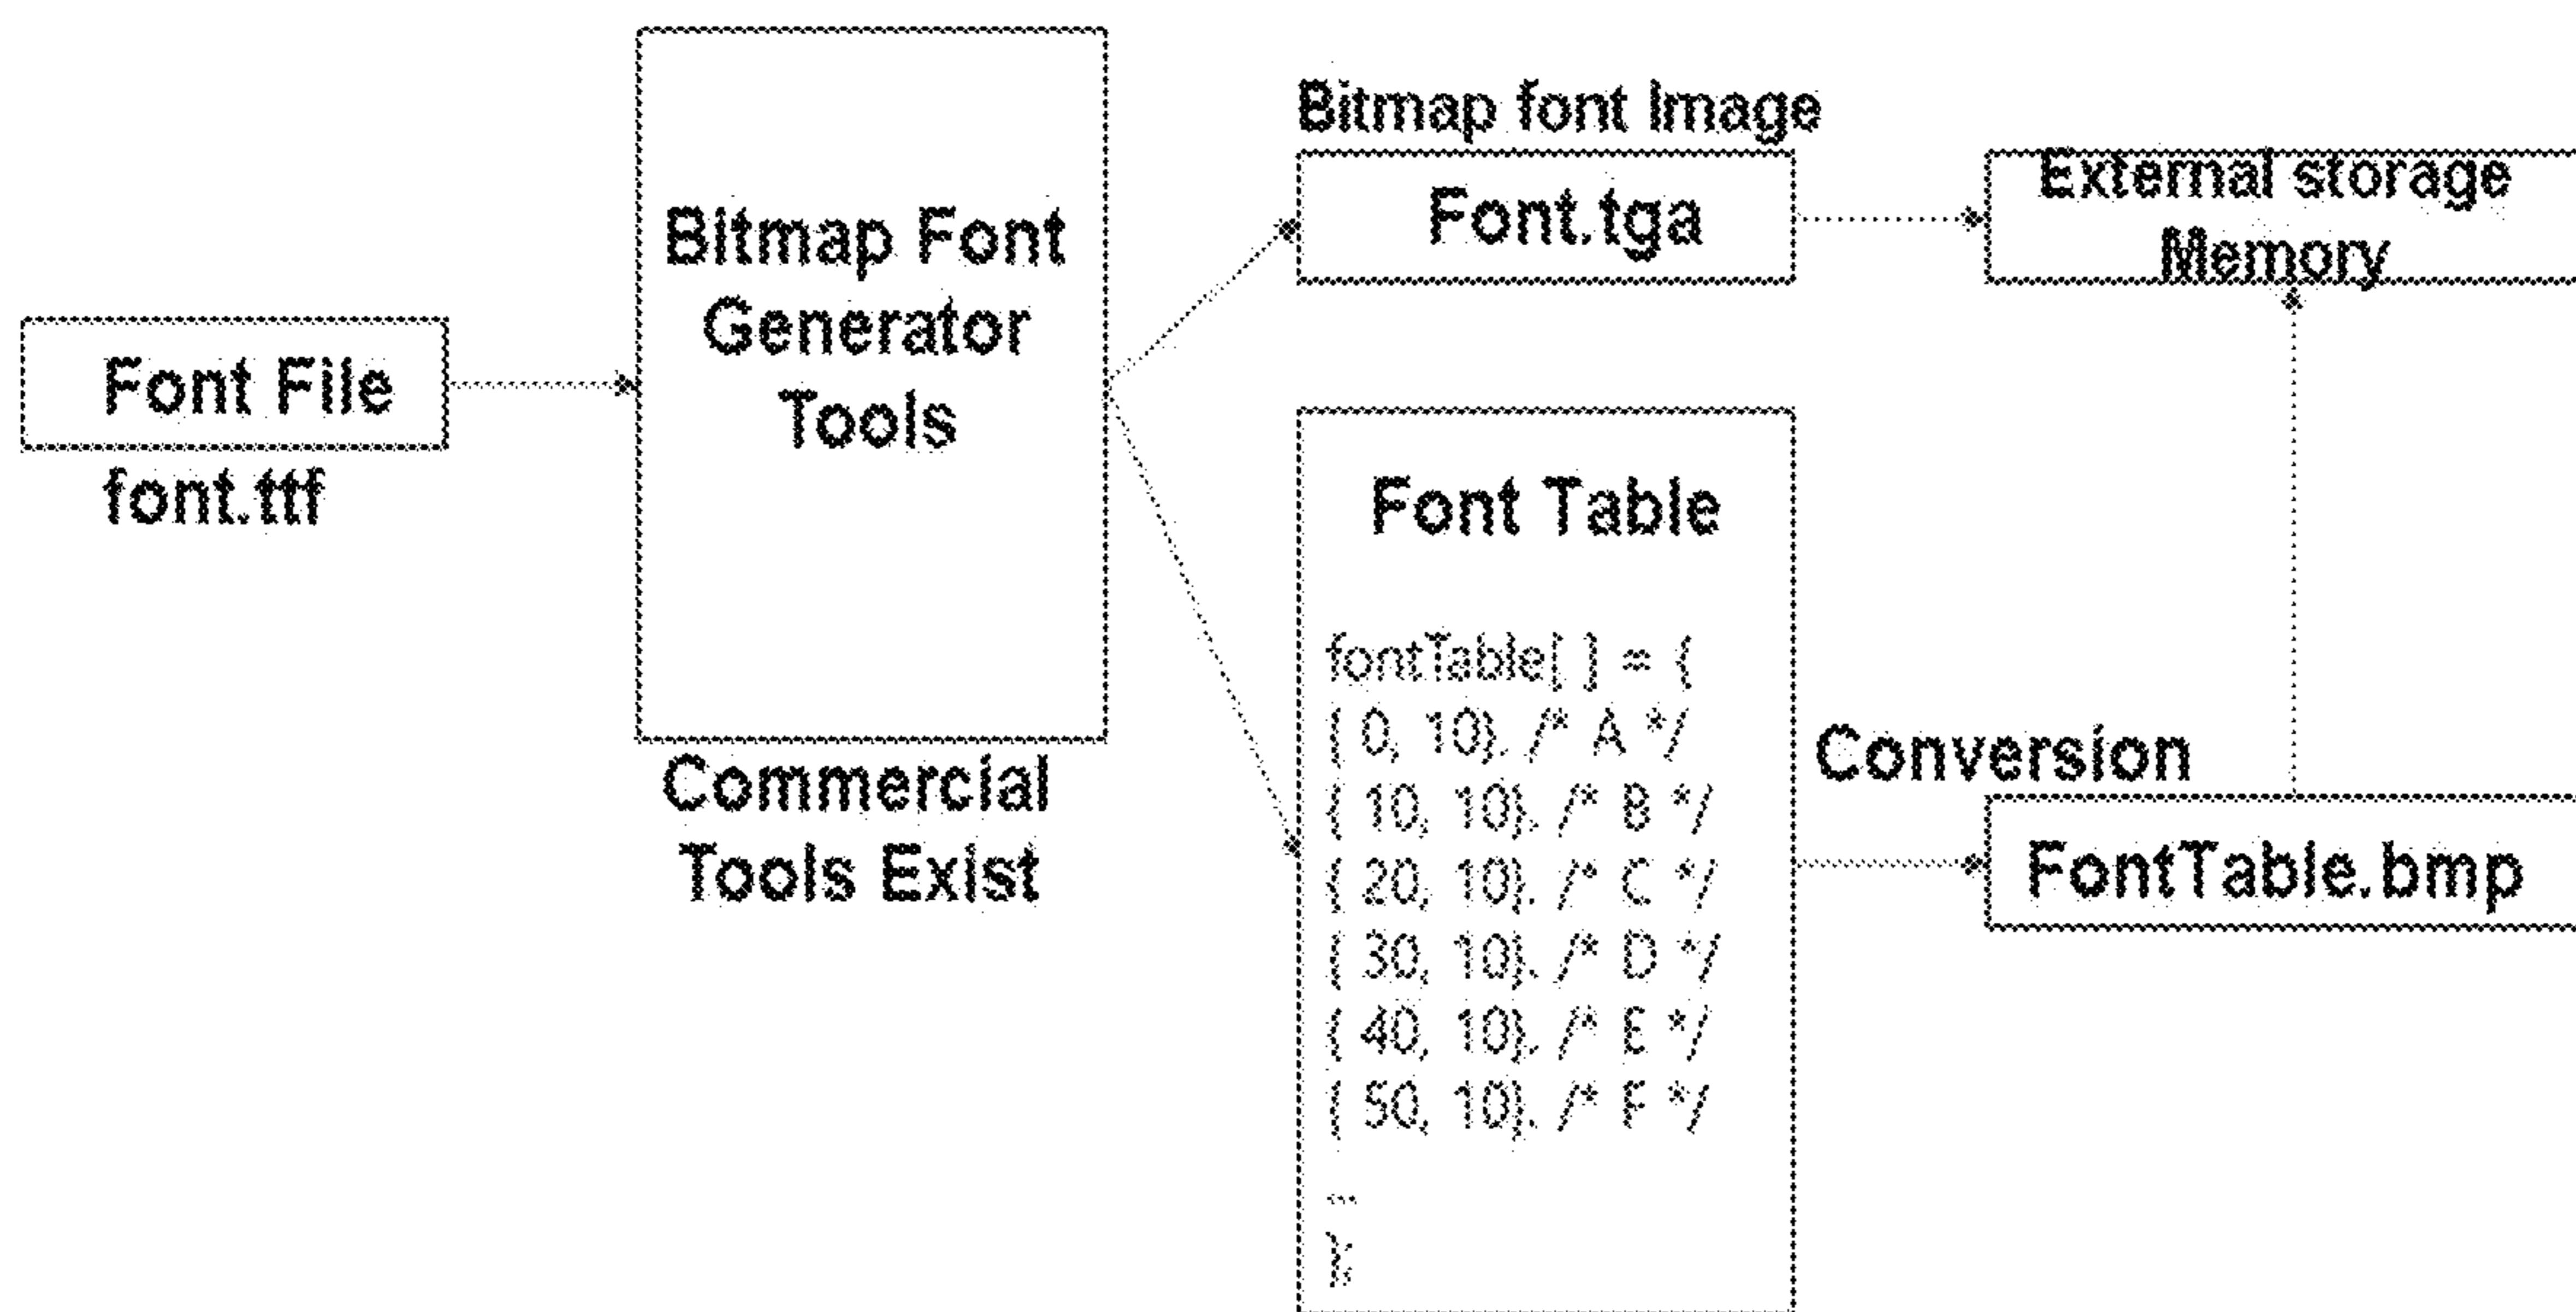 Font File
font.ttf
Bitmap Font
Generator
Tools
Commercial
Tools Exist
Bitmap font Image
Font.tga
External storage
Memory
Font Table
fontTable[ ] = {
{ 0, 10}. /* A */
{ 10, 10}. /* B */
{ 20, 10}. /* C */
{ 30, 10}. /* D */
{ 40, 10}. /* E */
{ 50, 10}. /* F */
...
};
Conversion
FontTable.bmp